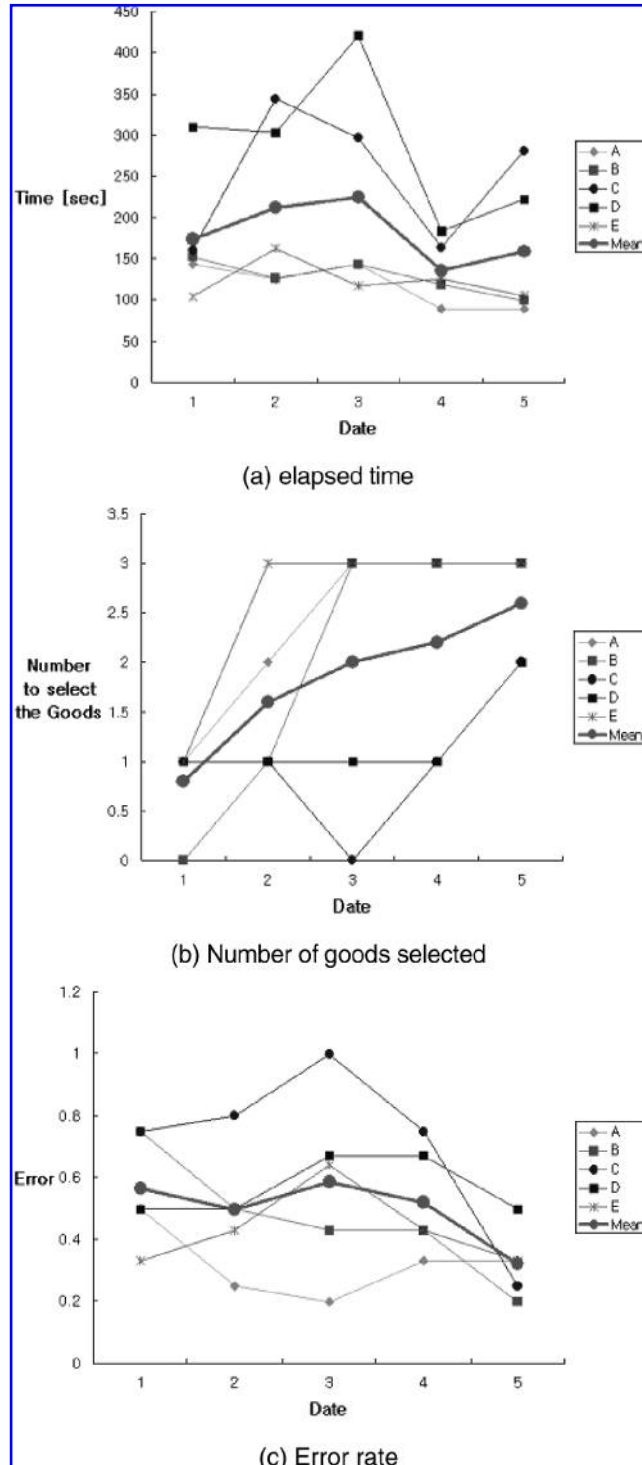 450
400
350
300
250
Time [sec]
200
150
100
50
0
1 2 3 4 5
Date
A
B
C
D
E
Mean
(a) elapsed time
3.5
3
2.5
Number
to select
the Goods
2
1.5
1
0.5
0
1 2 3 4 5
Date
A
B
C
D
E
Mean
(b) Number of goods selected
1.2
1
0.8
Error
0.6
0.4
0.2
0
1 2 3 4 5
Date
A
B
C
D
E
Mean
(c) Error rate